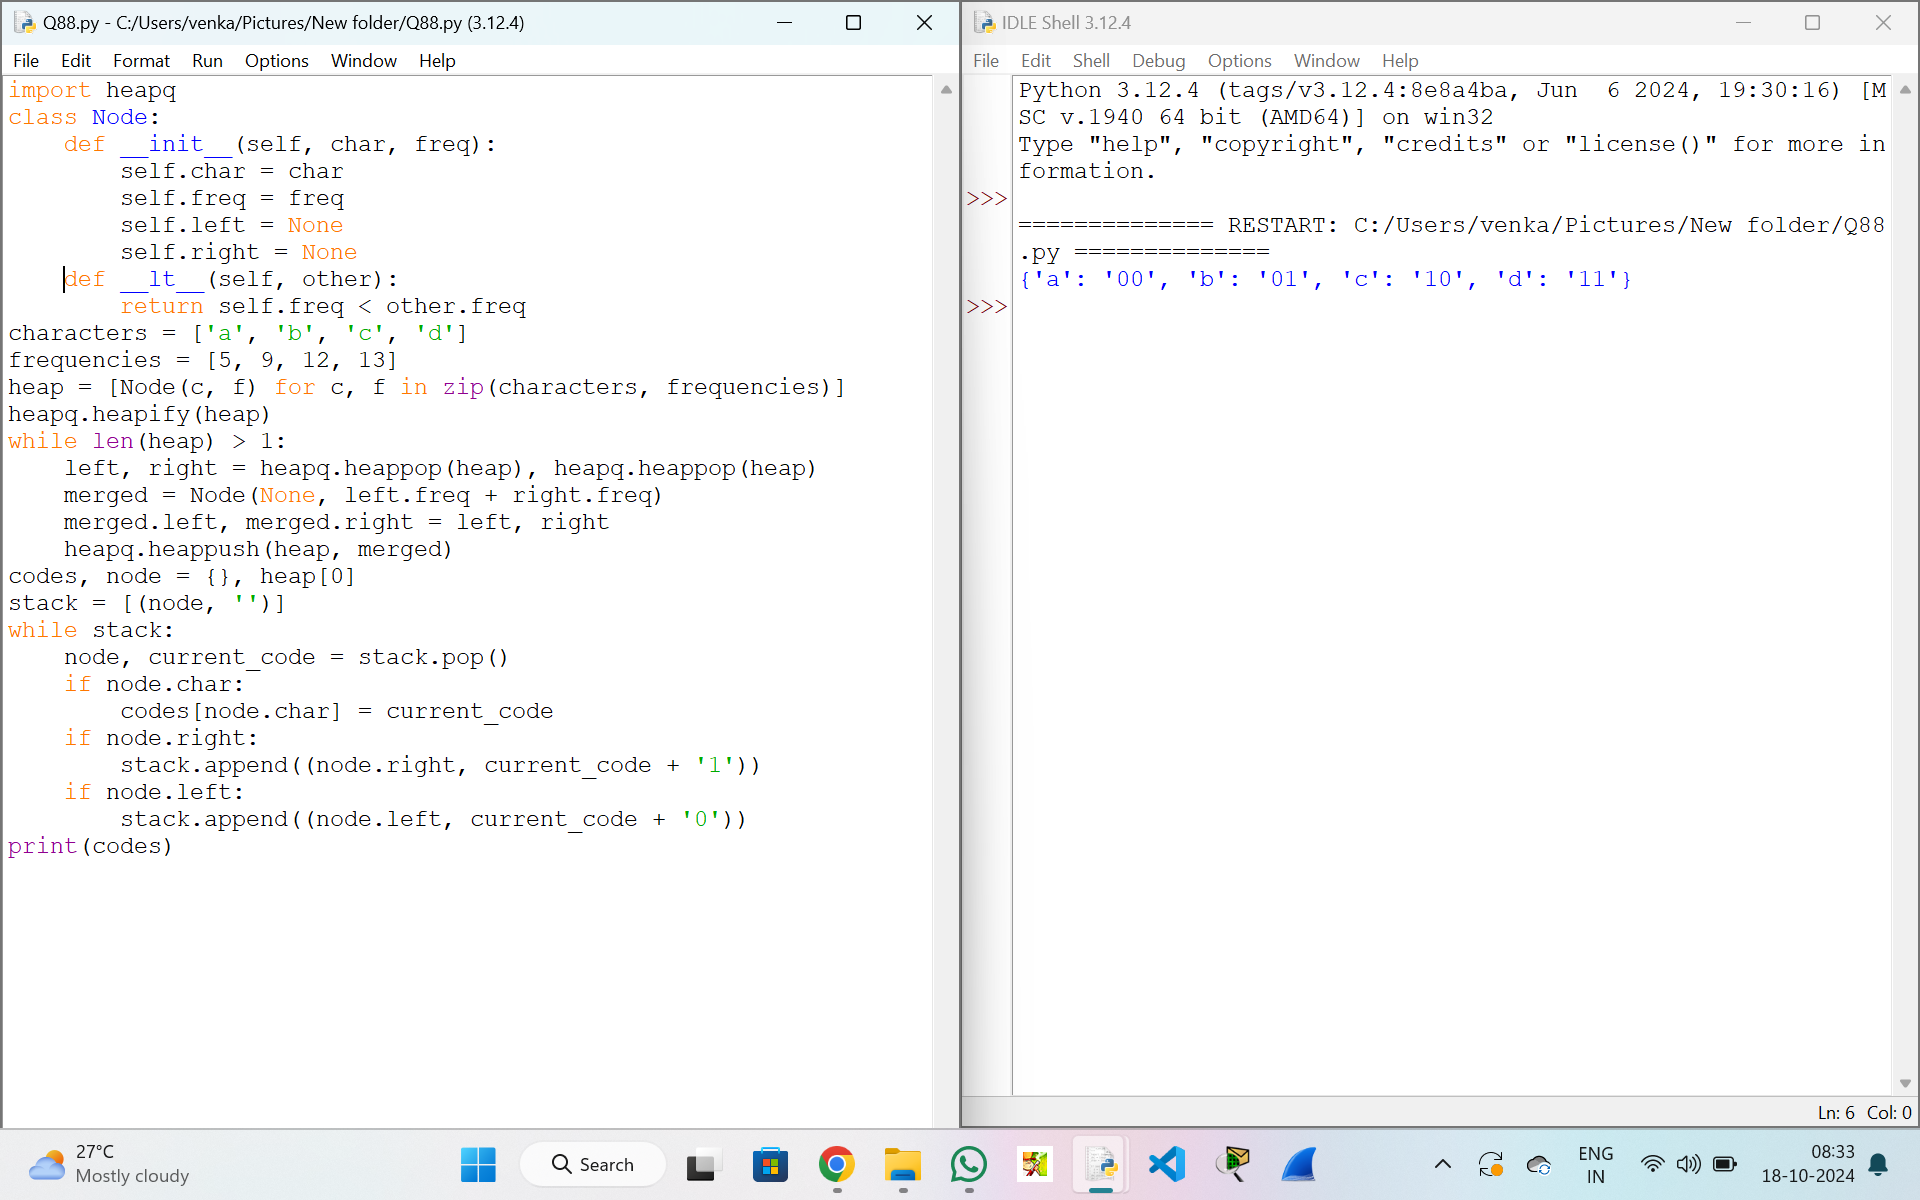 Q88.py - C:/Users/venka/Pictures/New folder/Q88.py (3.12.4)
File Edit Format Run Options Window Help
import heapq
class Node:
    def __init__(self, char, freq):
        self.char = char
        self.freq = freq
        self.left = None
        self.right = None
    def __lt__(self, other):
        return self.freq < other.freq
characters = ['a', 'b', 'c', 'd']
frequencies = [5, 9, 12, 13]
heap = [Node(c, f) for c, f in zip(characters, frequencies)]
heapq.heapify(heap)
while len(heap) > 1:
    left, right = heapq.heappop(heap), heapq.heappop(heap)
    merged = Node(None, left.freq + right.freq)
    merged.left, merged.right = left, right
    heapq.heappush(heap, merged)
codes, node = {}, heap[0]
stack = [(node, '')]
while stack:
    node, current_code = stack.pop()
    if node.char:
        codes[node.char] = current_code
    if node.right:
        stack.append((node.right, current_code + '1'))
    if node.left:
        stack.append((node.left, current_code + '0'))
print(codes)
IDLE Shell 3.12.4
File Edit Shell Debug Options Window Help
Python 3.12.4 (tags/v3.12.4:8e8a4ba, Jun  6 2024, 19:30:16) [M
SC v.1940 64 bit (AMD64)] on win32
Type "help", "copyright", "credits" or "license()" for more in
formation.
>>>
============== RESTART: C:/Users/venka/Pictures/New folder/Q88
.py ==============
{'a': '00', 'b': '01', 'c': '10', 'd': '11'}
>>>
Ln: 6 Col: 0
27°C
Mostly cloudy
Search
ENG
IN
08:33
18-10-2024